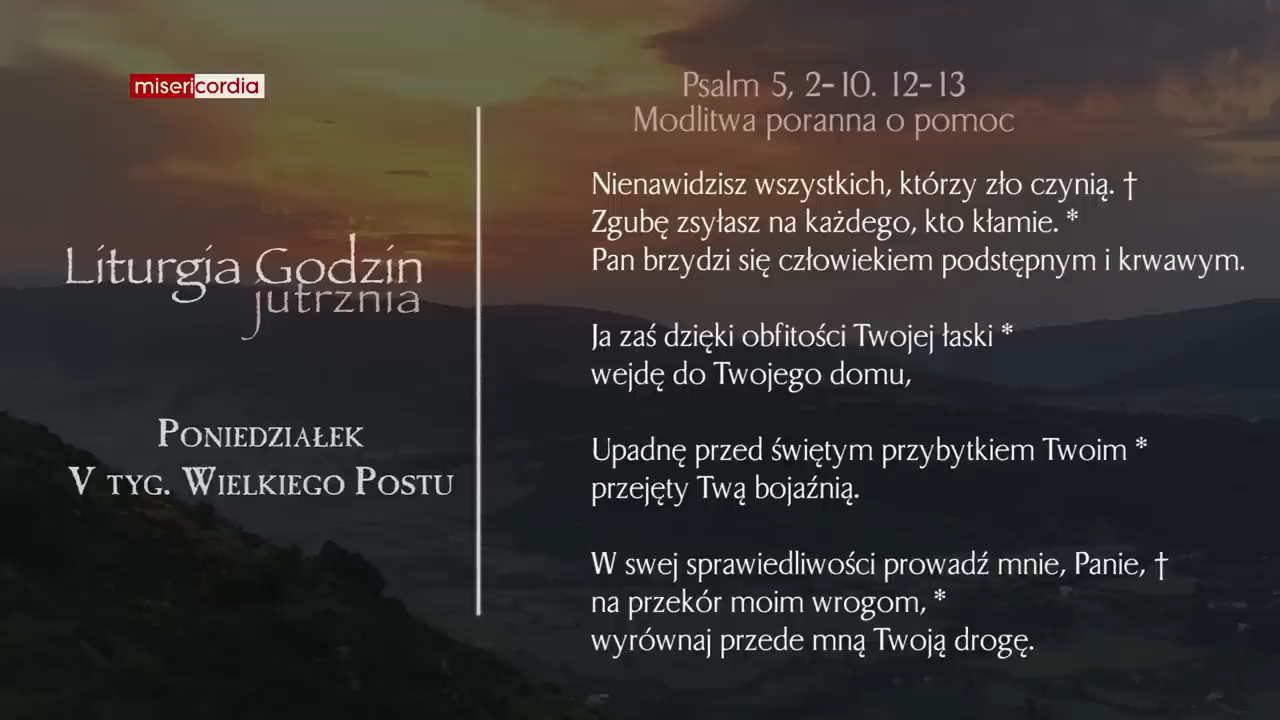 misericordia
Liturgia Godzin
jutrznia
Poniedziałek
V tyg. Wielkiego Postu
Psalm 5, 2-10. 12-13
Modlitwa poranna o pomoc
Nienawidzisz wszystkich, którzy zło czynią. †
Zgubę zsyłasz na każdego, kto kłamie. *
Pan brzydzi się człowiekiem podstępnym i krwawym.
Ja zaś dzięki obfitości Twojej łaski *
wejdę do Twojego domu,
Upadnę przed świętym przybytkiem Twoim *
przejęty Twą bojaźnią.
W swej sprawiedliwości prowadź mnie, Panie, †
na przekór moim wrogom, *
wyrównaj przede mną Twoją drogę.